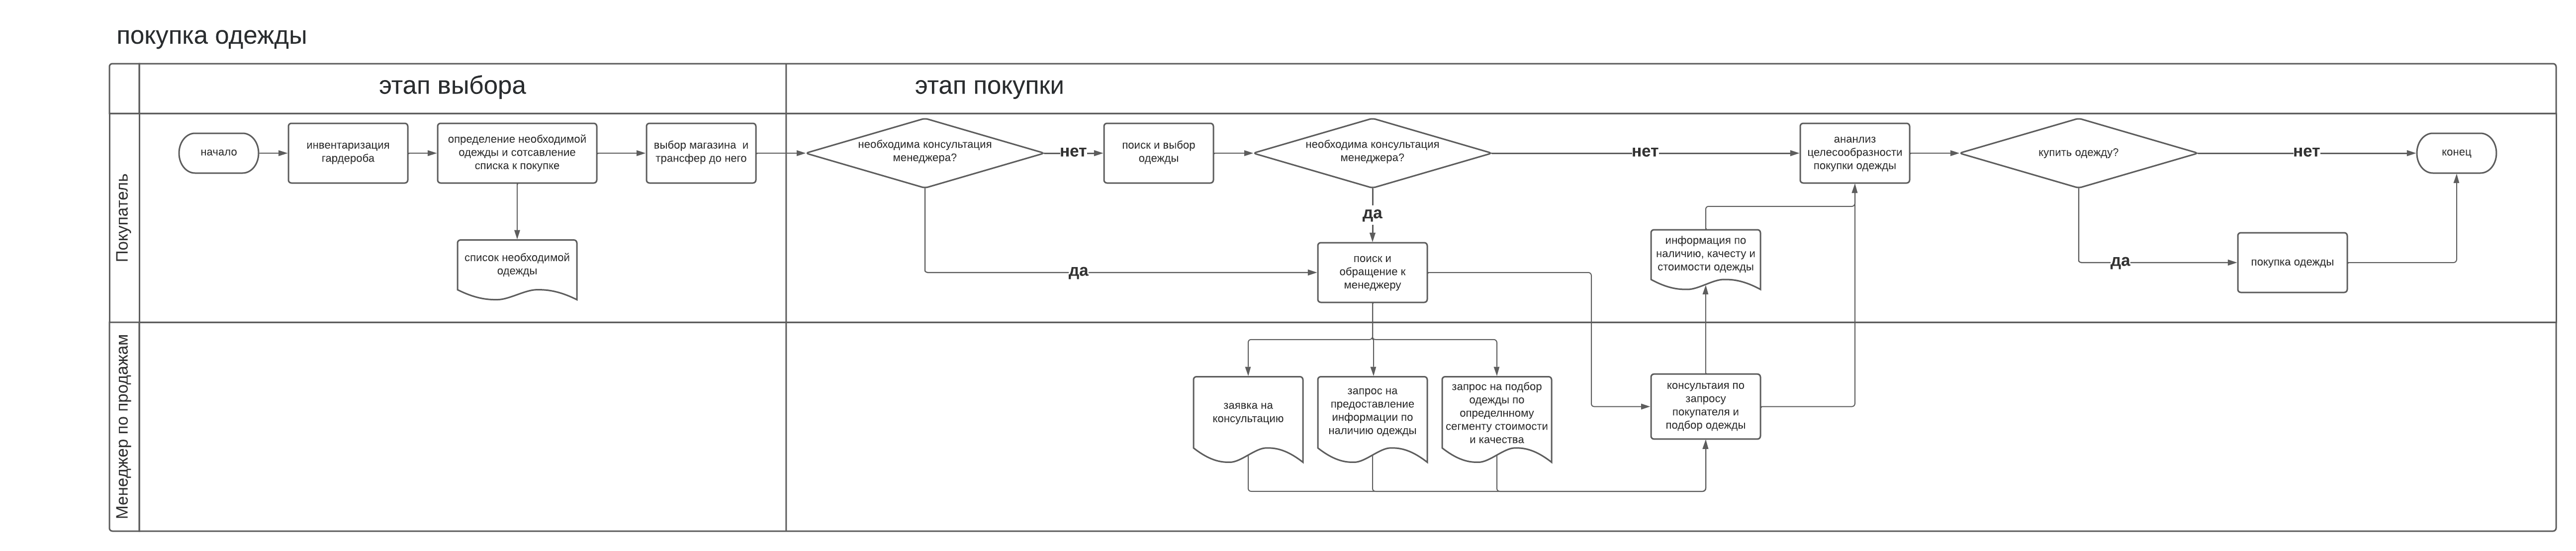 покупка одежды
этап выбора
этап покупки
Покупатель
начало
инвентаризация
гардероба
определение необходимой
одежды и сотсавление
списка к покупке
выбор магазина и
трансфер до него
необходима консультация
менеджера?
нет
поиск и выбор
одежды
необходима консультация
менеджера?
нет
ананлиз
целесообразности
покупки одежды
купить одежду?
нет
конец
да
список необходимой
одежды
да
поиск и
обращение к
менеджеру
информация по
наличию, качесту и
стоимости одежды
да
покупка одежды
Менеджер по продажам
заявка на
консультацию
запрос на
предоставление
информации по
наличию одежды
запрос на подбор
одежды по
определнному
сегменту стоимости
и качества
консультаия по
запросу
покупателя и
подбор одежды